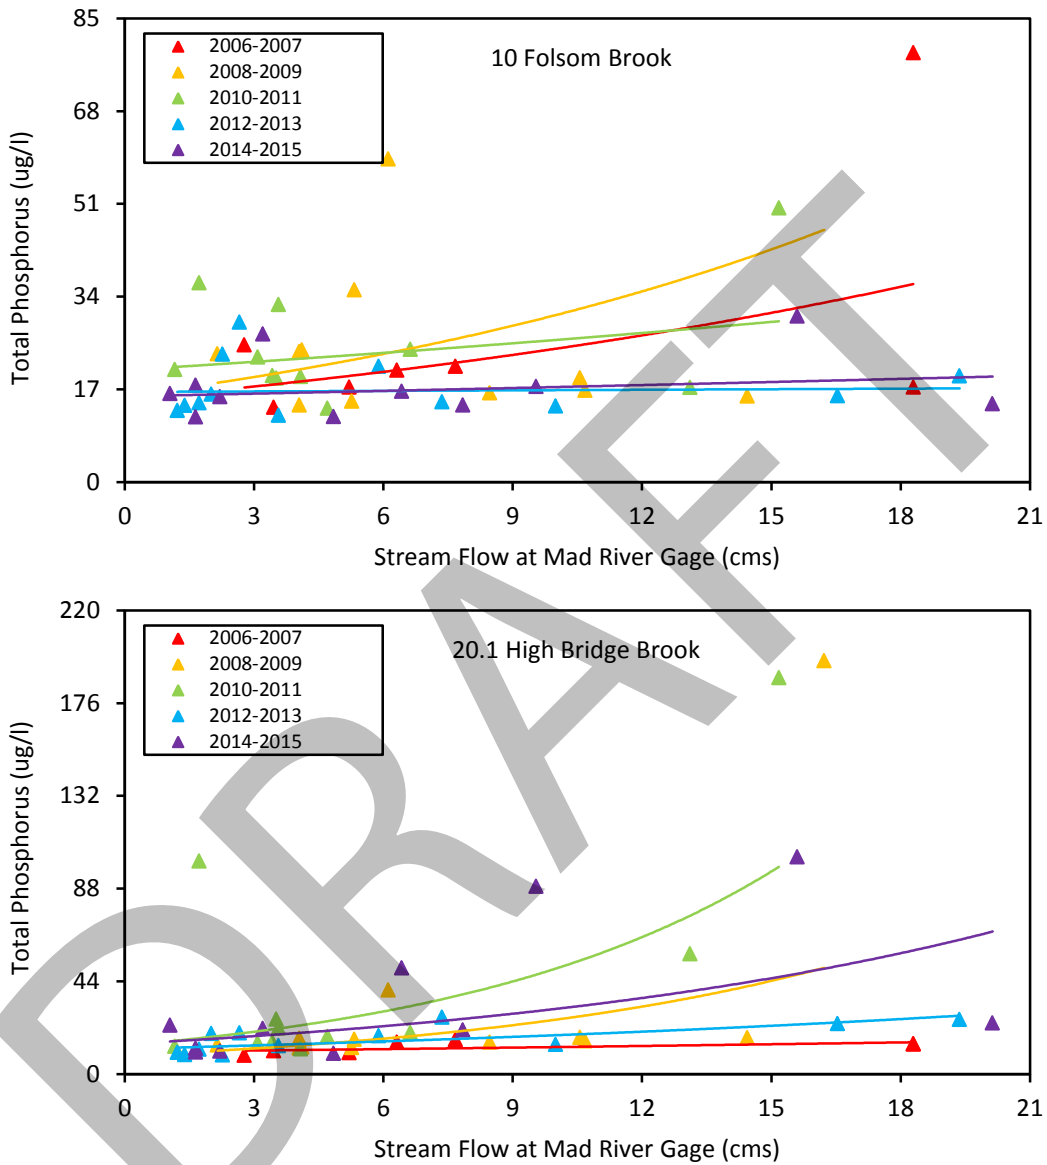 85
68
51
34
17
0
Total Phosphorus (ug/l)
2006-2007
2008-2009
2010-2011
2012-2013
2014-2015
10 Folsom Brook
0 3 6 9 12 15 18 21
Stream Flow at Mad River Gage (cms)
220
176
132
88
44
0
Total Phosphorus (ug/l)
2006-2007
2008-2009
2010-2011
2012-2013
2014-2015
20.1 High Bridge Brook
0 3 6 9 12 15 18 21
Stream Flow at Mad River Gage (cms)
DRAFT